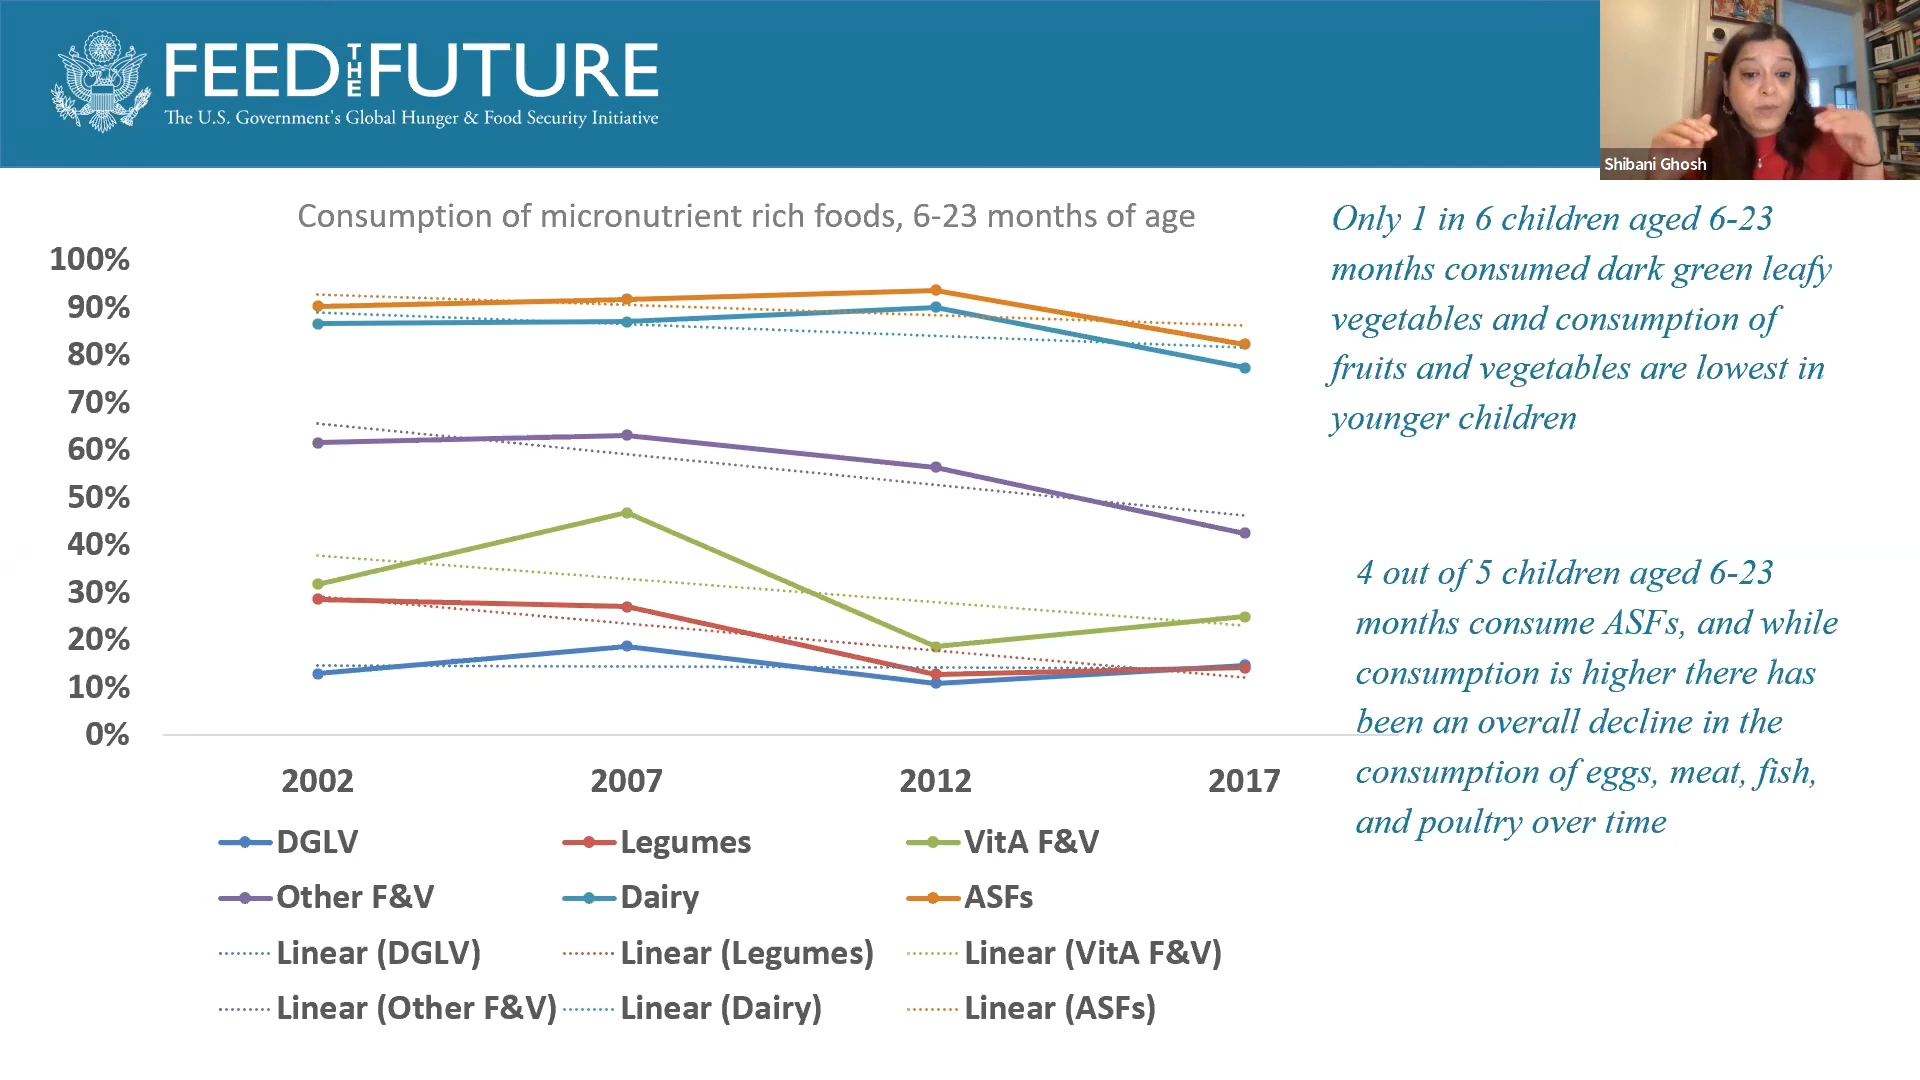 FEED THE FUTURE
The U.S. Government's Global Hunger & Food Security Initiative
Shibani Ghosh
Consumption of micronutrient rich foods, 6-23 months of age
100%
90%
80%
70%
60%
50%
40%
30%
20%
10%
0%
2002 2007 2012 2017
DGLV Legumes VitA F&V
Other F&V Dairy ASFs
Linear (DGLV) Linear (Legumes) Linear (VitA F&V)
Linear (Other F&V) Linear (Dairy) Linear (ASFs)
Only 1 in 6 children aged 6-23
months consumed dark green leafy
vegetables and consumption of
fruits and vegetables are lowest in
younger children
4 out of 5 children aged 6-23
months consume ASFs, and while
consumption is higher there has
been an overall decline in the
consumption of eggs, meat, fish,
and poultry over time